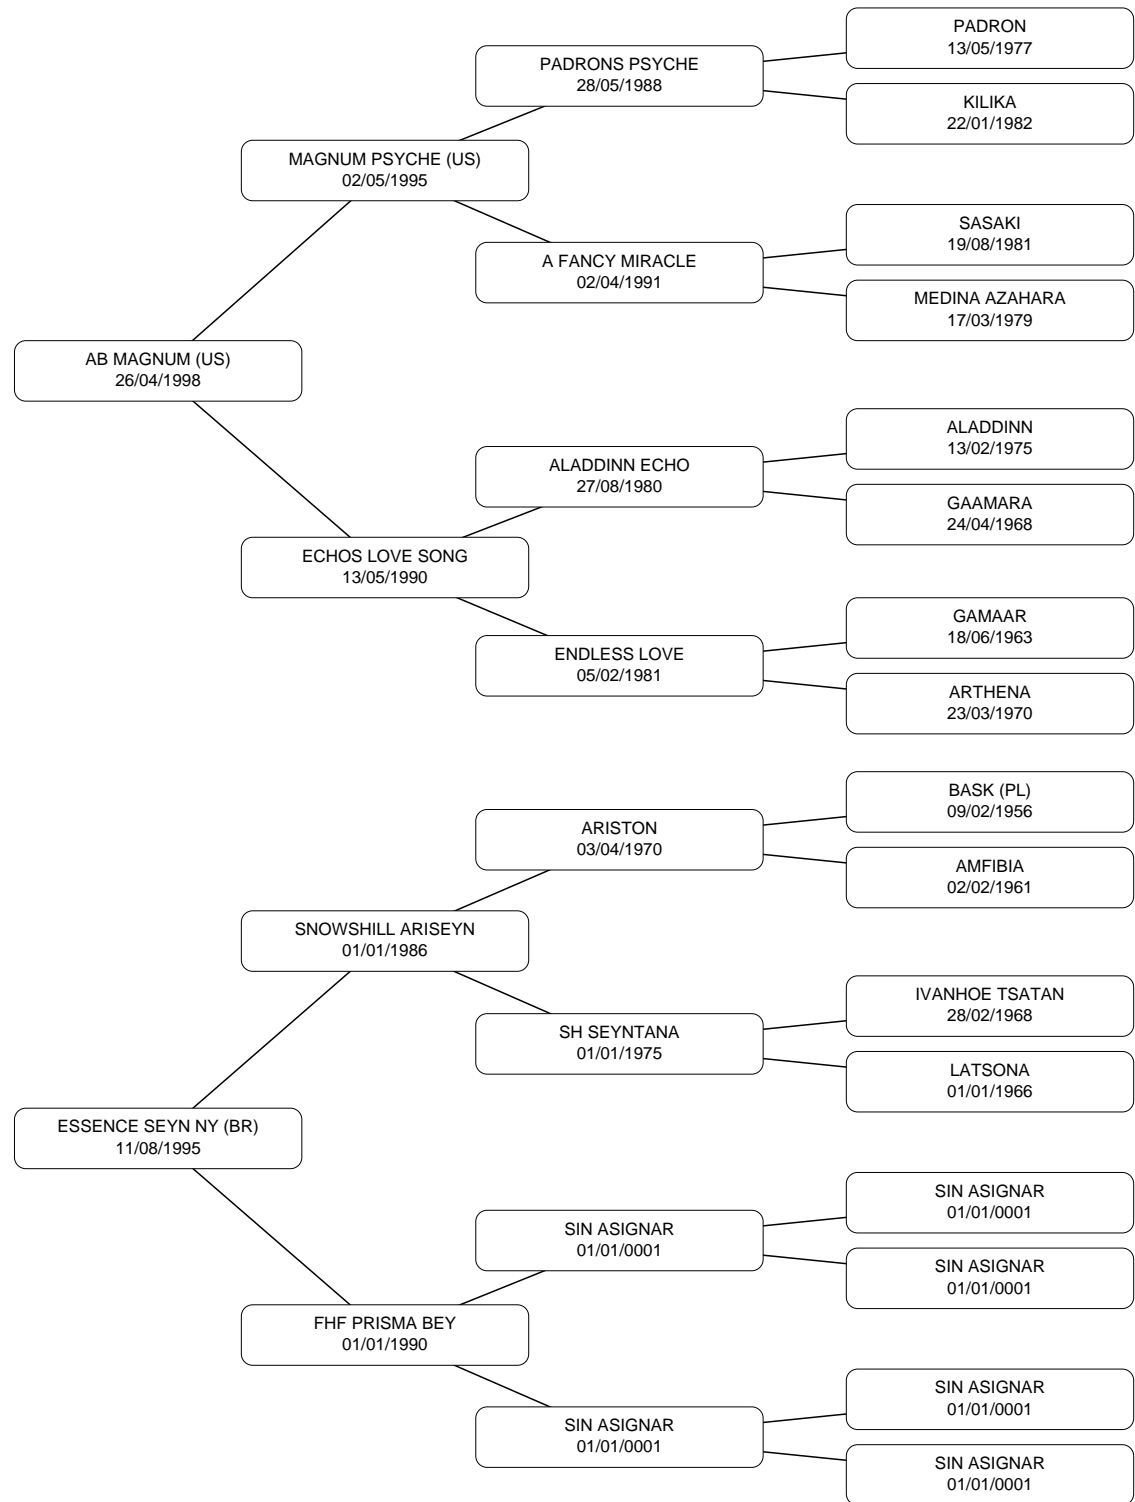 PADRON
13/05/1977
PADRONS PSYCHE
28/05/1988
KILIKA
22/01/1982
MAGNUM PSYCHE (US)
02/05/1995
SASAKI
19/08/1981
A FANCY MIRACLE
02/04/1991
MEDINA AZAHARA
17/03/1979
AB MAGNUM (US)
26/04/1998
ALADDINN
13/02/1975
ALADDINN ECHO
27/08/1980
GAAMARA
24/04/1968
ECHOS LOVE SONG
13/05/1990
GAMAAR
18/06/1963
ENDLESS LOVE
05/02/1981
ARTHENA
23/03/1970
BASK (PL)
09/02/1956
ARISTON
03/04/1970
AMFIBIA
02/02/1961
SNOWSHILL ARISEYN
01/01/1986
IVANHOE TSATAN
28/02/1968
SH SEYNTANA
01/01/1975
LATSONA
01/01/1966
ESSENCE SEYN NY (BR)
11/08/1995
SIN ASIGNAR
01/01/0001
SIN ASIGNAR
01/01/0001
SIN ASIGNAR
01/01/0001
FHF PRISMA BEY
01/01/1990
SIN ASIGNAR
01/01/0001
SIN ASIGNAR
01/01/0001
SIN ASIGNAR
01/01/0001